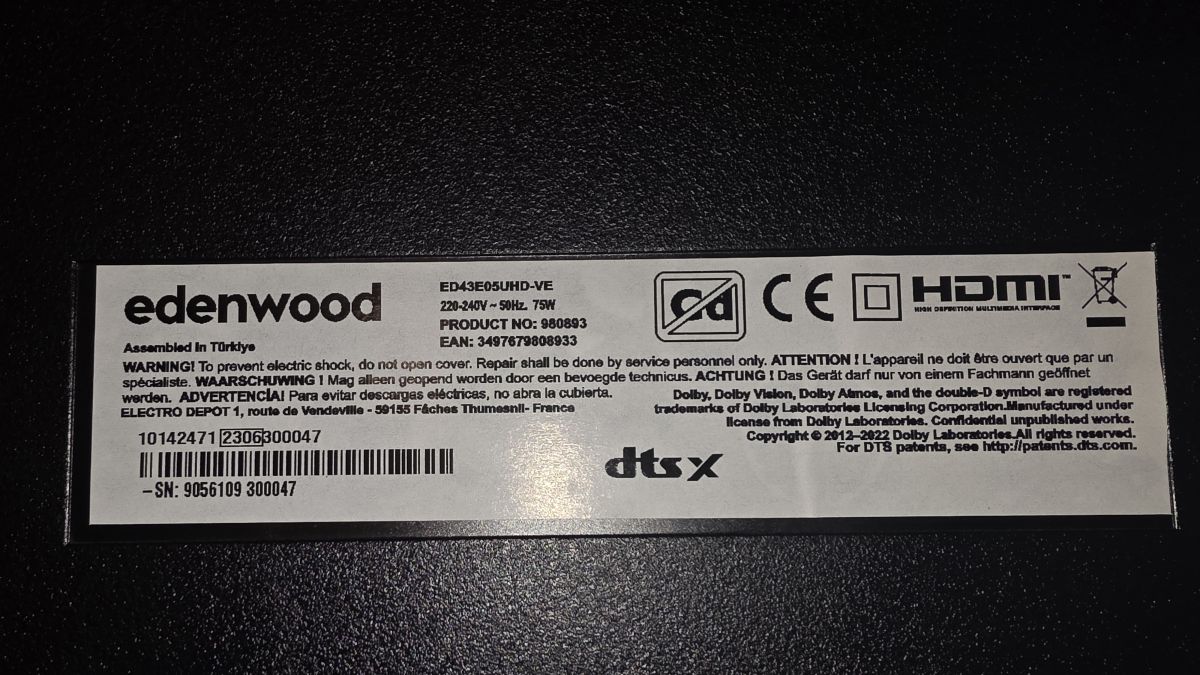 edenwood
Assembled in Türkiye
ED43E05UHD-VE
220-240V ~ 50Hz. 75W
PRODUCT NO: 980893
EAN: 3497679808933
Cd
CE
HDMI™
HIGH DEFINITION MULTIMEDIA INTERFACE
WARNING! To prevent electric shock, do not open cover. Repair shall be done by service personnel only. ATTENTION ! L'appareil ne doit être ouvert que par un
spécialiste. WAARSCHUWING ! Mag alleen geopend worden door een bevoegde technicus. ACHTUNG ! Das Gerät darf nur von einem Fachmann geöffnet
werden. ADVERTENCİA! Para evitar descargas eléctricas, no abra la cubierta.
ELECTRO DEPOT 1, route de Vendeville - 59155 Fâches Thumesnil- France
Dolby, Dolby Vision, Dolby Atmos, and the double-D symbol are registered
trademarks of Dolby Laboratories Licensing Corporation.Manufactured under
license from Dolby Laboratories. Confidential unpublished works.
Copyright © 2012-2022 Dolby Laboratories.All rights reserved.
For DTS patents, see http://patents.dts.com.
10142471 2306300047
-SN: 9056109 300047
dts X